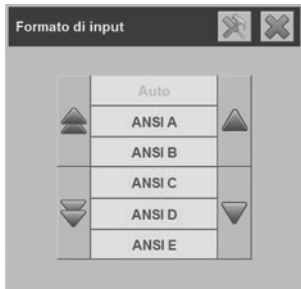 Formato di input
Auto
ANSI A
ANSI B
ANSI C
ANSI D
ANSI E